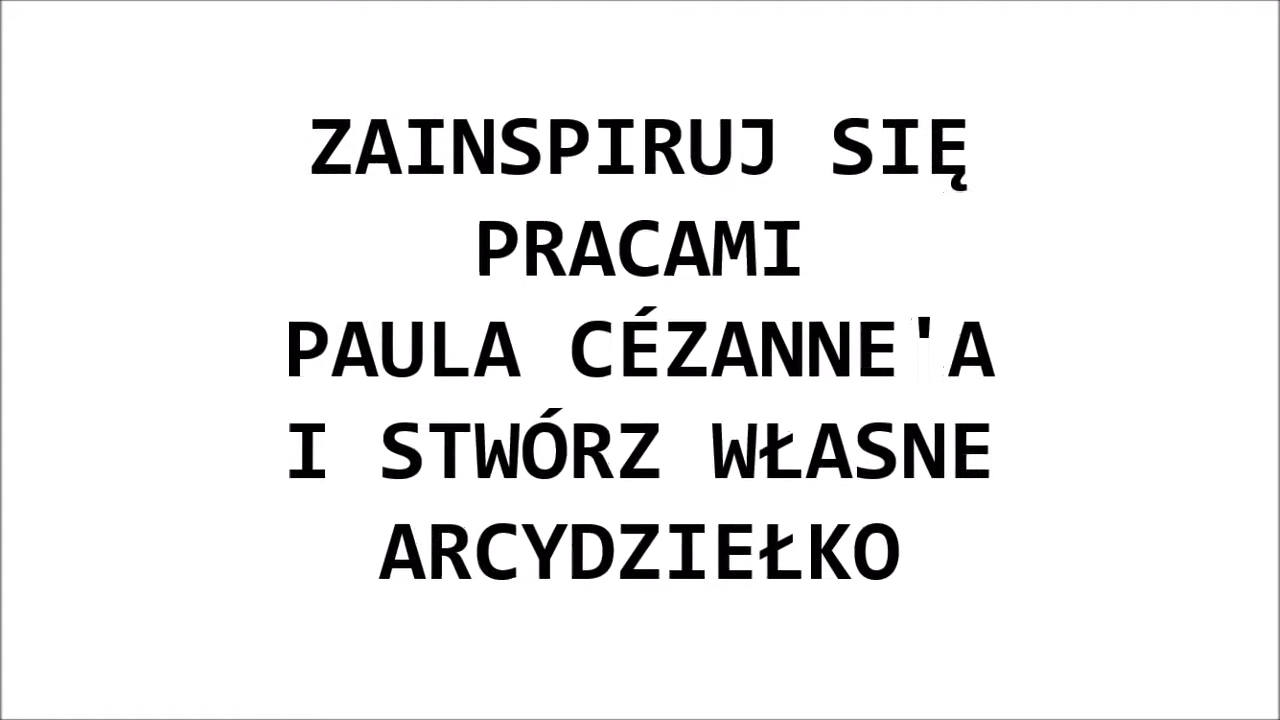 ZAINSPIRUJ SIĘ
PRACAMI
PAULA CÉZANNE'A
I STWÓRZ WŁASNE
ARCYDZIEŁKO